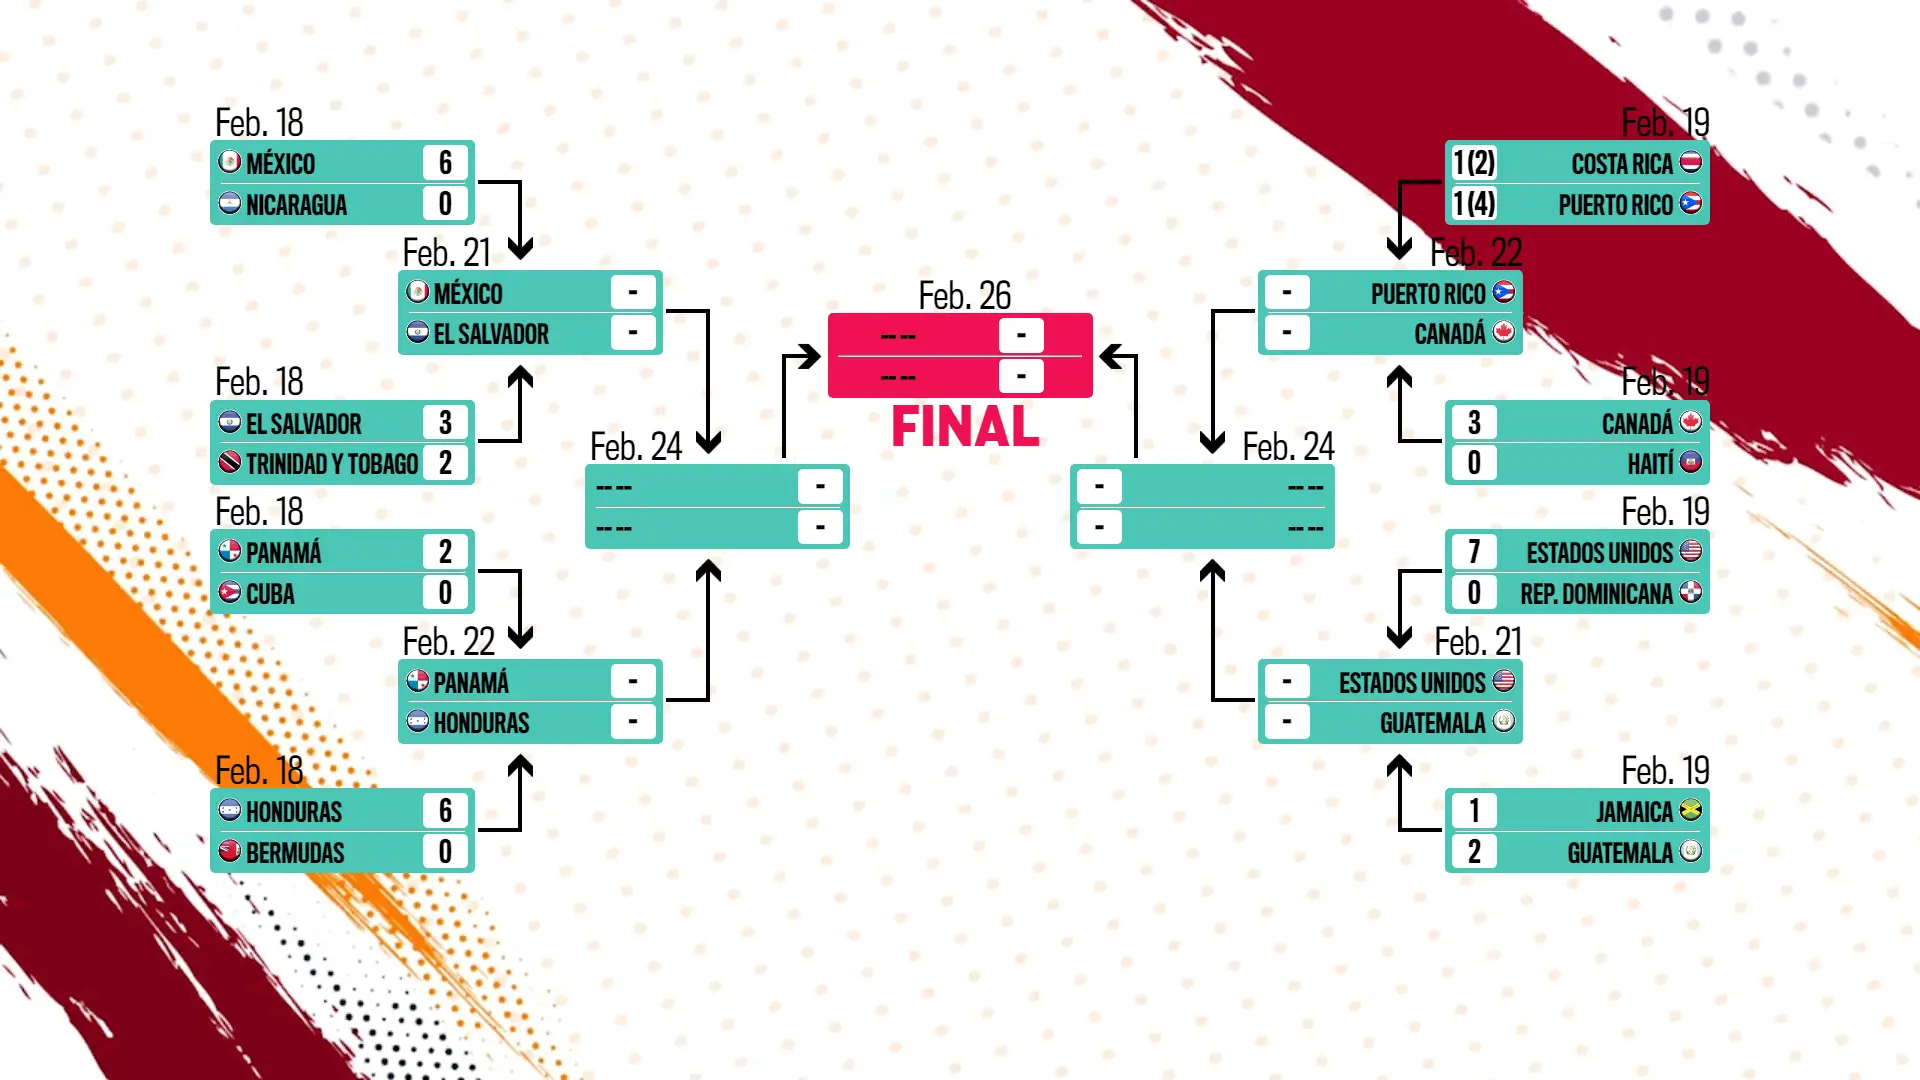 Feb. 18
MÉXICO 6
NICARAGUA 0
Feb. 21
MÉXICO -
EL SALVADOR -
Feb. 18
EL SALVADOR 3
TRINIDAD Y TOBAGO 2
Feb. 18
PANAMÁ 2
CUBA 0
Feb. 22
PANAMÁ -
HONDURAS -
Feb. 18
HONDURAS 6
BERMUDAS 0
Feb. 24
-- -- -
-- -- -
Feb. 26
-- -- -
-- -- -
FINAL
Feb. 24
- -- --
- -- --
Feb. 19
1(2) COSTA RICA
1(4) PUERTO RICO
Feb. 22
- PUERTO RICO
- CANADÁ
Feb. 19
3 CANADÁ
0 HAITÍ
Feb. 19
7 ESTADOS UNIDOS
0 REP. DOMINICANA
Feb. 21
- ESTADOS UNIDOS
- GUATEMALA
Feb. 19
1 JAMAICA
2 GUATEMALA